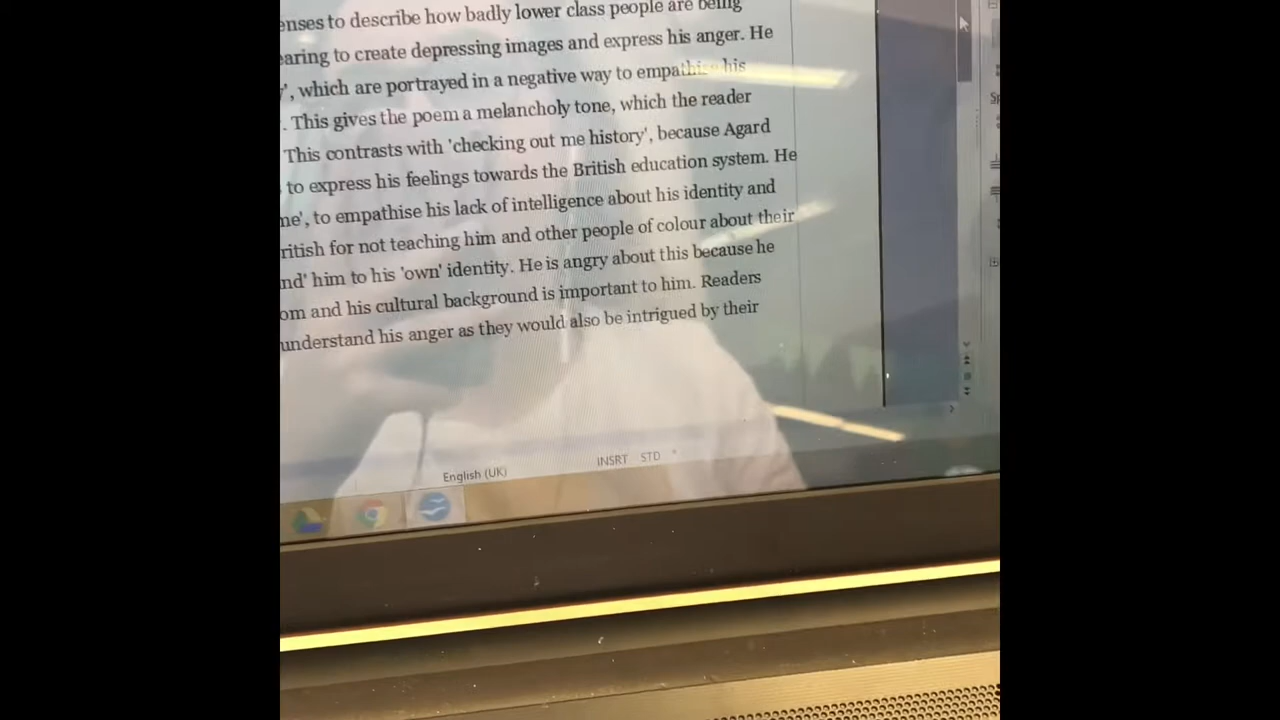 enses to describe how badly lower class people are being
earing to create depressing images and express his anger. He
', which are portrayed in a negative way to empathise his
. This gives the poem a melancholy tone, which the reader
This contrasts with 'checking out me history', because Agard
to express his feelings towards the British education system. He
me', to empathise his lack of intelligence about his identity and
ritish for not teaching him and other people of colour about their
nd' him to his 'own' identity. He is angry about this because he
om and his cultural background is important to him. Readers
understand his anger as they would also be intrigued by their
English (UK) INSRT STD *